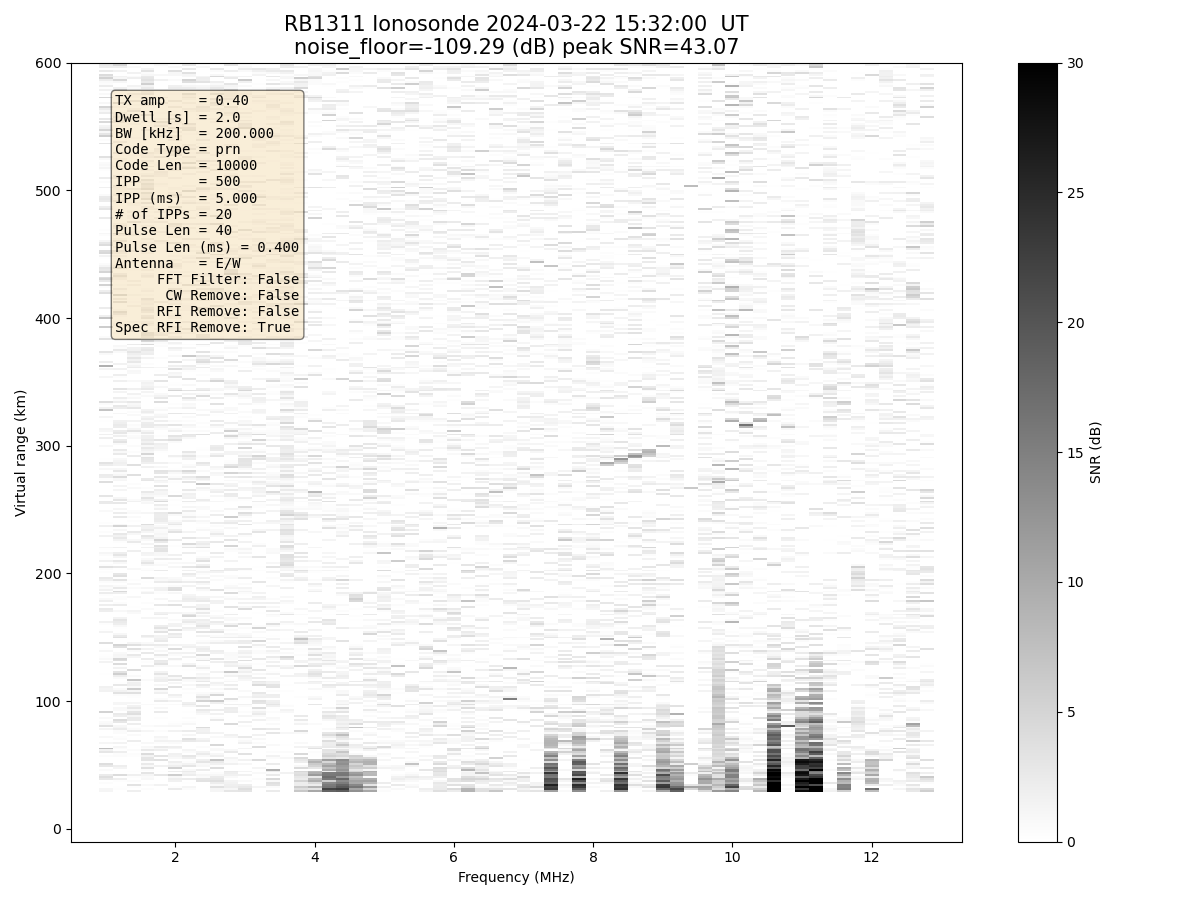 RB1311 Ionosonde 2024-03-22 15:32:00  UT
noise_floor=-109.29 (dB) peak SNR=43.07
TX amp    = 0.40
Dwell [s] = 2.0
BW [kHz]  = 200.000
Code Type = prn
Code Len  = 10000
IPP       = 500
IPP (ms)  = 5.000
# of IPPs = 20
Pulse Len = 40
Pulse Len (ms) = 0.400
Antenna   = E/W
FFT Filter: False
CW Remove: False
RFI Remove: False
Spec RFI Remove: True
600
500
400
300
200
100
0
Virtual range (km)
2 4 6 8 10 12
Frequency (MHz)
30
25
20
15
10
5
0
SNR (dB)